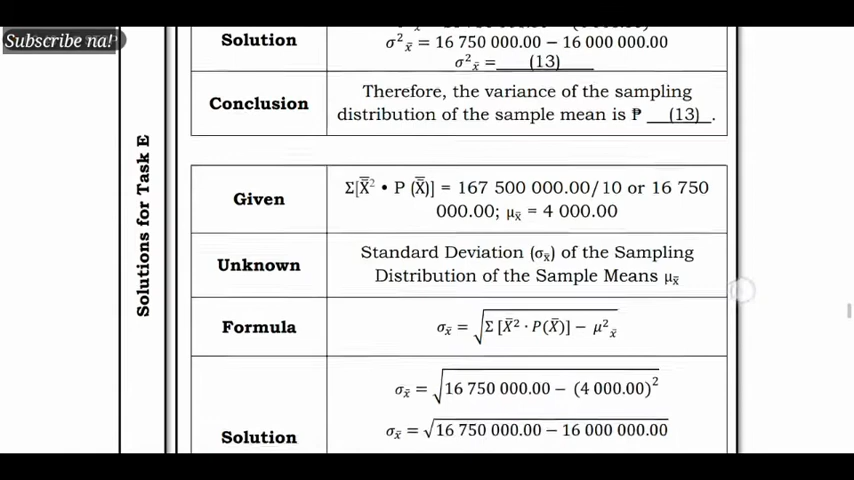 Subscribe na!
Solution
σ²x̄ = 16 750 000.00 − 16 000 000.00
σ²x̄ = (13)
Conclusion
Therefore, the variance of the sampling
distribution of the sample mean is ₱ (13) .
Solutions for Task E
Given
Σ[X̿² • P (X̿)] = 167 500 000.00/10 or 16 750
000.00; μx̄ = 4 000.00
Unknown
Standard Deviation (σx̄) of the Sampling
Distribution of the Sample Means μx̄
Formula
σx̄ = √Σ [X̄² · P(X̄)] − μ²x̄
σx̄ = √16 750 000.00 − (4 000.00)²
Solution
σx̄ = √16 750 000.00 − 16 000 000.00